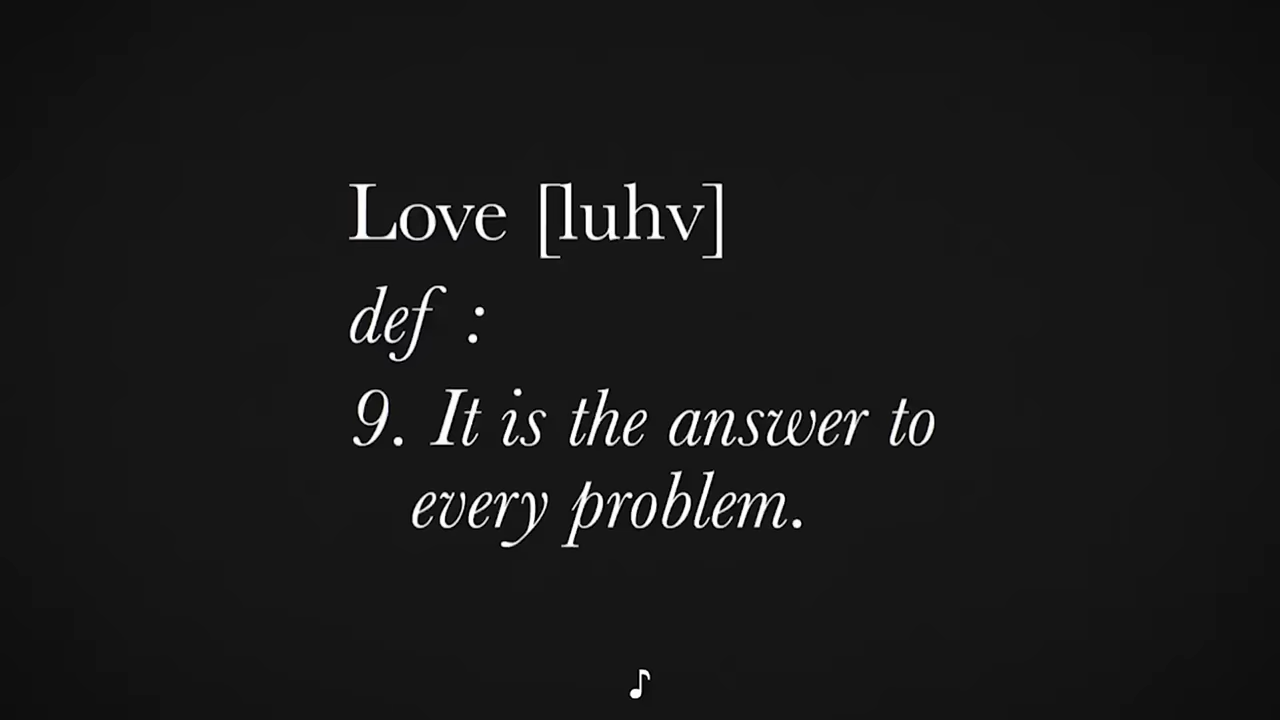 Love [luhv]
def :
9. It is the answer to
every problem.
♪